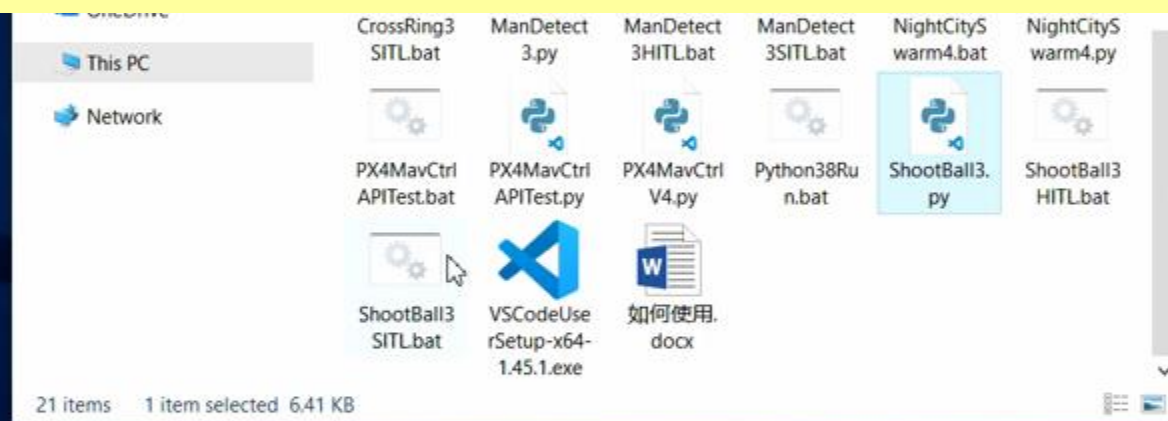 OneDrive
This PC
Network
CrossRing3 ManDetect ManDetect ManDetect NightCityS NightCityS
SITL.bat 3.py 3HITL.bat 3SITL.bat warm4.bat warm4.py
PX4MavCtrl PX4MavCtrl PX4MavCtrl Python38Ru ShootBall3. ShootBall3
APITest.bat APITest.py V4.py n.bat py HITL.bat
W
ShootBall3 VSCodeUse 如何使用.
SITL.bat rSetup-x64- docx
1.45.1.exe
21 items 1 item selected 6.41 KB